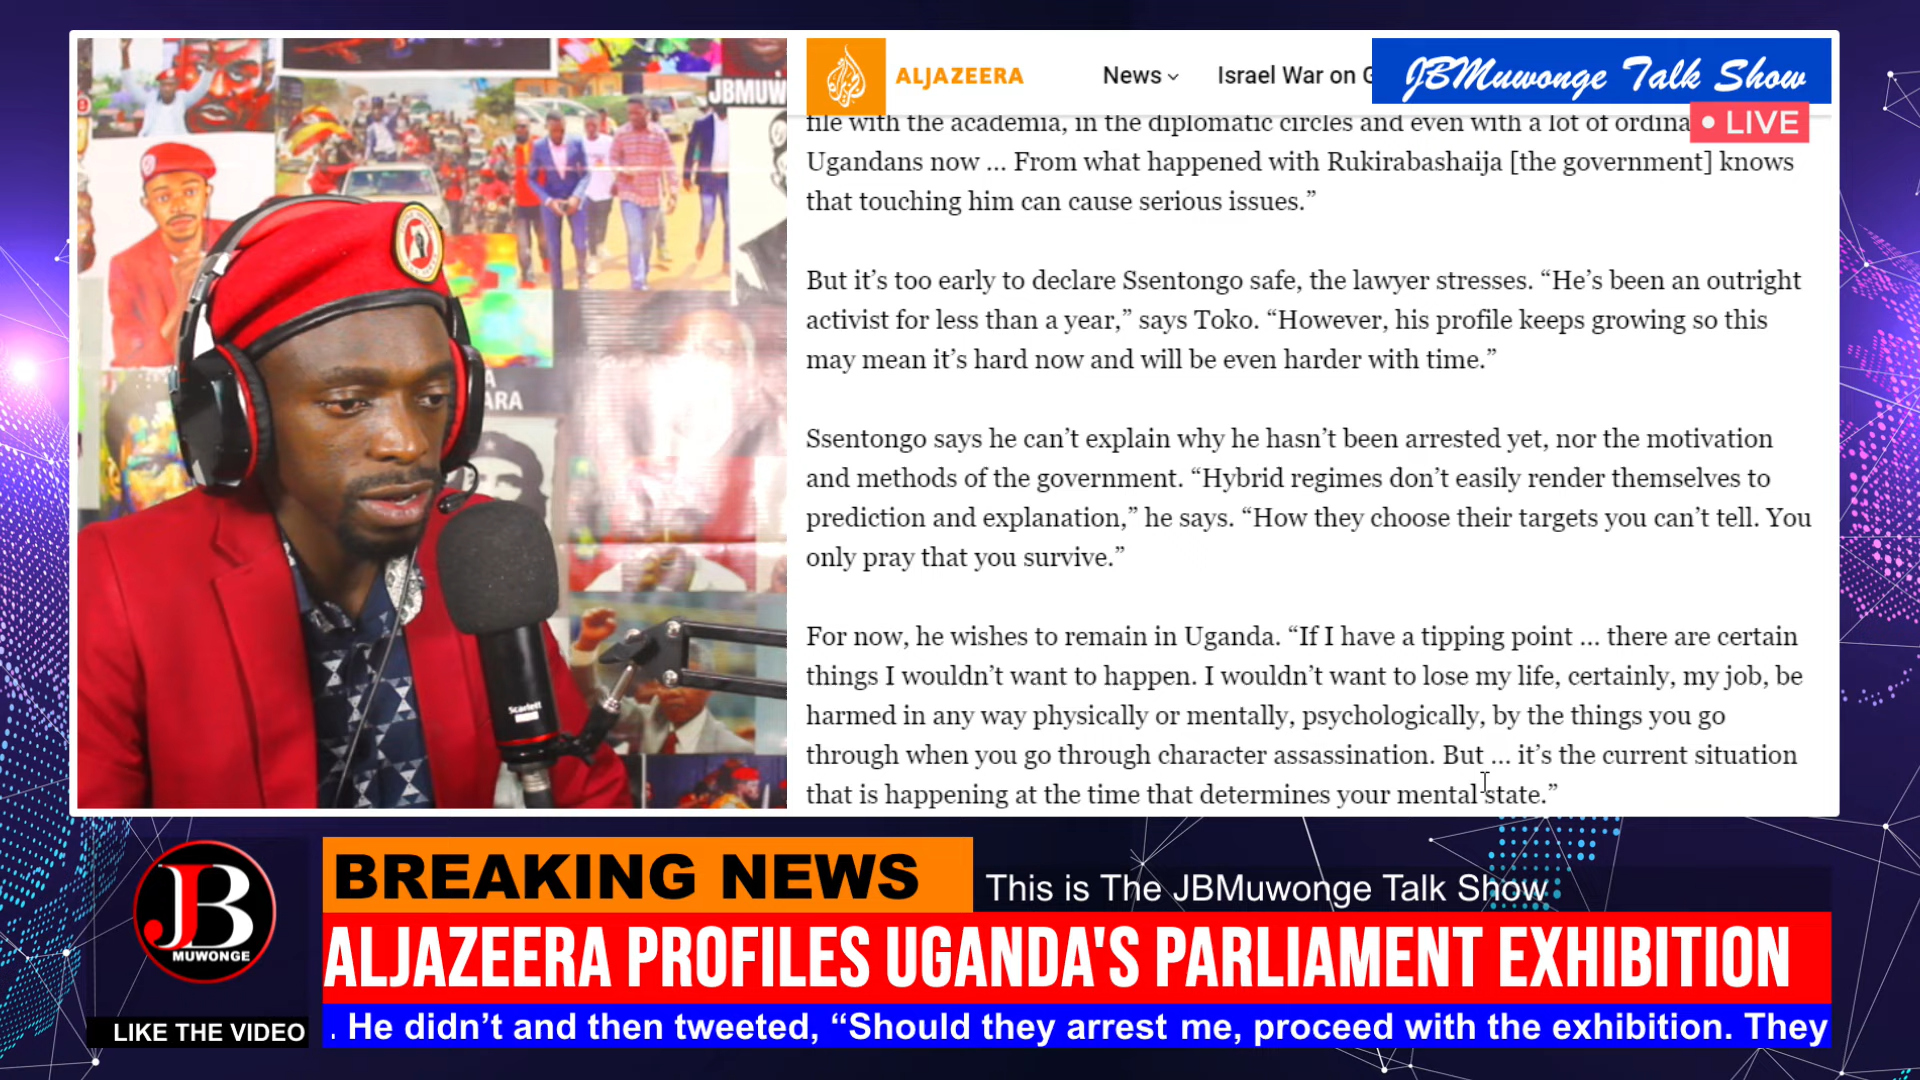 ALJAZEERA
News
Israel War on G
JBMuwonge Talk Show
• LIVE
file with the academia, in the diplomatic circles and even with a lot of ordina
Ugandans now … From what happened with Rukirabashaija [the government] knows
that touching him can cause serious issues.”
But it’s too early to declare Ssentongo safe, the lawyer stresses. “He’s been an outright
activist for less than a year,” says Toko. “However, his profile keeps growing so this
may mean it’s hard now and will be even harder with time.”
Ssentongo says he can’t explain why he hasn’t been arrested yet, nor the motivation
and methods of the government. “Hybrid regimes don’t easily render themselves to
prediction and explanation,” he says. “How they choose their targets you can’t tell. You
only pray that you survive.”
For now, he wishes to remain in Uganda. “If I have a tipping point … there are certain
things I wouldn’t want to happen. I wouldn’t want to lose my life, certainly, my job, be
harmed in any way physically or mentally, psychologically, by the things you go
through when you go through character assassination. But … it’s the current situation
that is happening at the time that determines your mental state.”
JBMUW
ARA
Scarlett
JB
MUWONGE
LIKE THE VIDEO
BREAKING NEWS
This is The JBMuwonge Talk Show
ALJAZEERA PROFILES UGANDA'S PARLIAMENT EXHIBITION
. He didn’t and then tweeted, “Should they arrest me, proceed with the exhibition. They